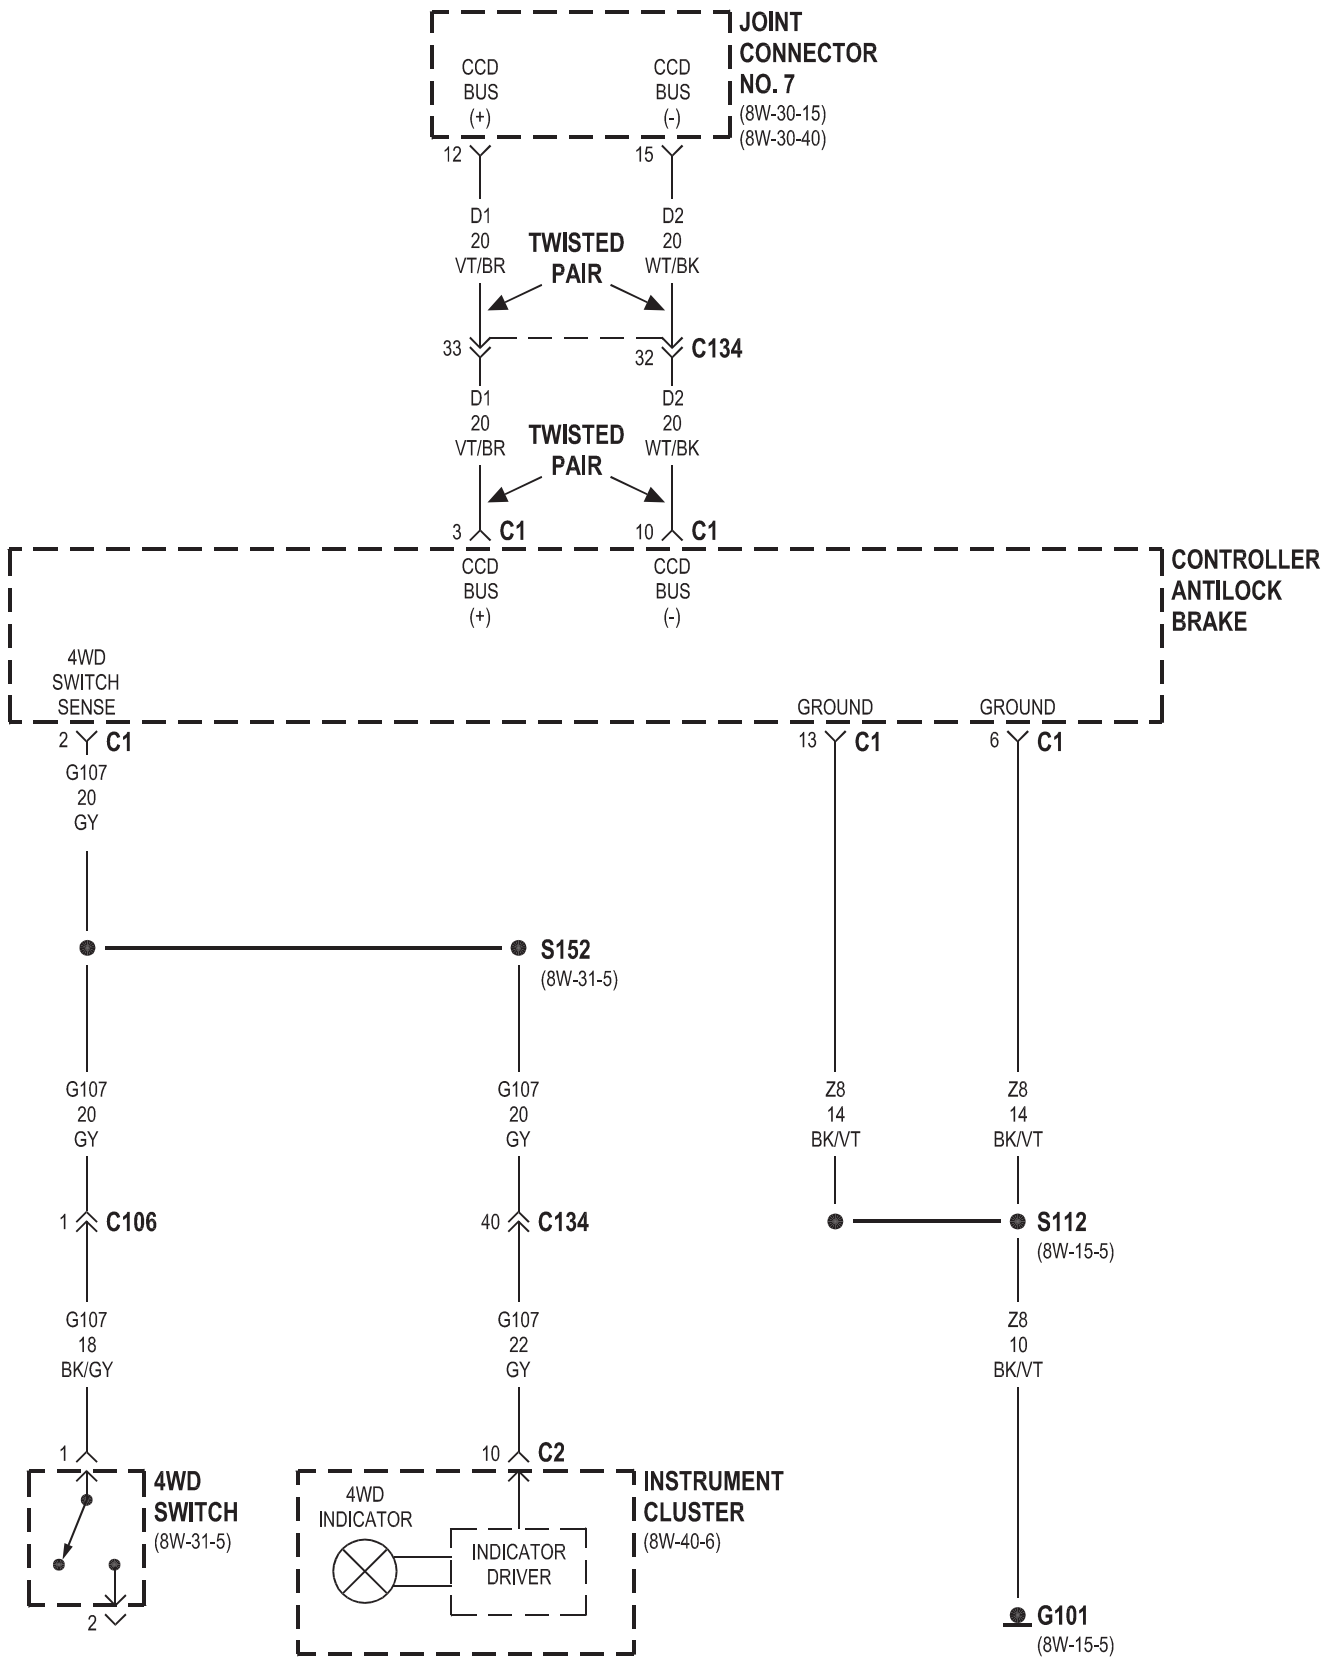 JOINT
CONNECTOR
NO. 7
(8W-30-15)
(8W-30-40)
CCD
BUS
(+)
CCD
BUS
(-)
12
15
D1
20
VT/BR
TWISTED
PAIR
D2
20
WT/BK
33
32
C134
D1
20
VT/BR
TWISTED
PAIR
D2
20
WT/BK
3
C1
10
C1
CCD
BUS
(+)
CCD
BUS
(-)
CONTROLLER
ANTILOCK
BRAKE
4WD
SWITCH
SENSE
GROUND
GROUND
2
C1
13
C1
6
C1
G107
20
GY
S152
(8W-31-5)
G107
20
GY
G107
20
GY
Z8
14
BK/VT
Z8
14
BK/VT
1
C106
40
C134
S112
(8W-15-5)
G107
18
BK/GY
G107
22
GY
Z8
10
BK/VT
1
10
C2
4WD
SWITCH
(8W-31-5)
2
4WD
INDICATOR
INDICATOR
DRIVER
INSTRUMENT
CLUSTER
(8W-40-6)
G101
(8W-15-5)